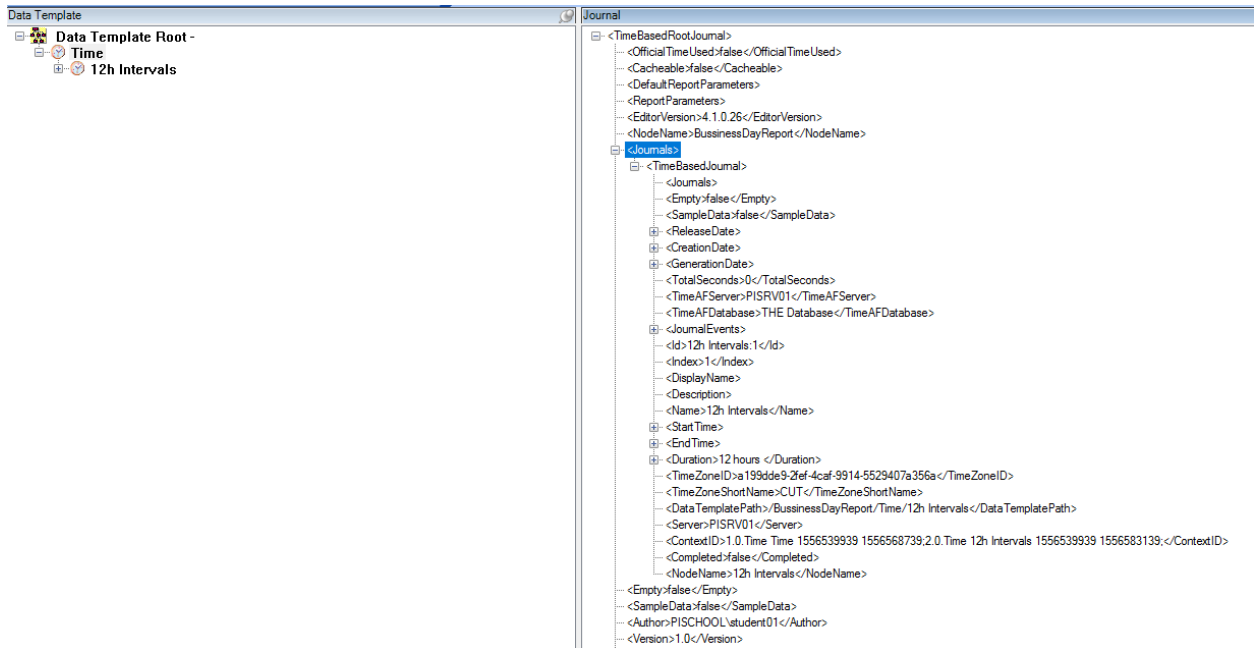 Data Template
Data Template Root -
Time
12h Intervals
Journal
<TimeBasedRootJournal>
<OfficialTimeUsed>false</OfficialTimeUsed>
<Cacheable>false</Cacheable>
<DefaultReportParameters>
<ReportParameters>
<EditorVersion>4.1.0.26</EditorVersion>
<NodeName>BussinessDayReport</NodeName>
<Journals>
<TimeBasedJournal>
<Journals>
<Empty>false</Empty>
<SampleData>false</SampleData>
<ReleaseDate>
<CreationDate>
<GenerationDate>
<TotalSeconds>0</TotalSeconds>
<TimeAFServer>PISRV01</TimeAFServer>
<TimeAFDatabase>THE Database</TimeAFDatabase>
<JournalEvents>
<Id>12h Intervals:1</Id>
<Index>1</Index>
<DisplayName>
<Description>
<Name>12h Intervals</Name>
<StartTime>
<EndTime>
<Duration>12 hours </Duration>
<TimeZoneID>a199dde9-2fef-4caf-9914-5529407a356a</TimeZoneID>
<TimeZoneShortName>CUT</TimeZoneShortName>
<DataTemplatePath>/BussinessDayReport/Time/12h Intervals</DataTemplatePath>
<Server>PISRV01</Server>
<ContextID>1.0.Time Time 1556539939 1556568739;2.0.Time 12h Intervals 1556539939 1556583139;</ContextID>
<Completed>false</Completed>
<NodeName>12h Intervals</NodeName>
<Empty>false</Empty>
<SampleData>false</SampleData>
<Author>PISCHOOL\student01</Author>
<Version>1.0</Version>